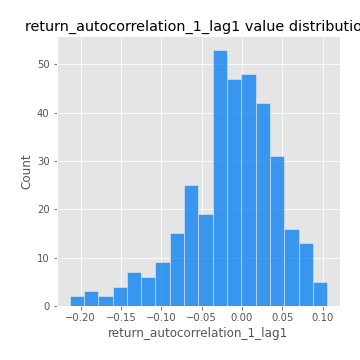 return_autocorrelation_1_lag1 value distributio
50
40
30
20
10
0
Count
−0.20 −0.15 −0.10 −0.05 0.00 0.05 0.10
return_autocorrelation_1_lag1